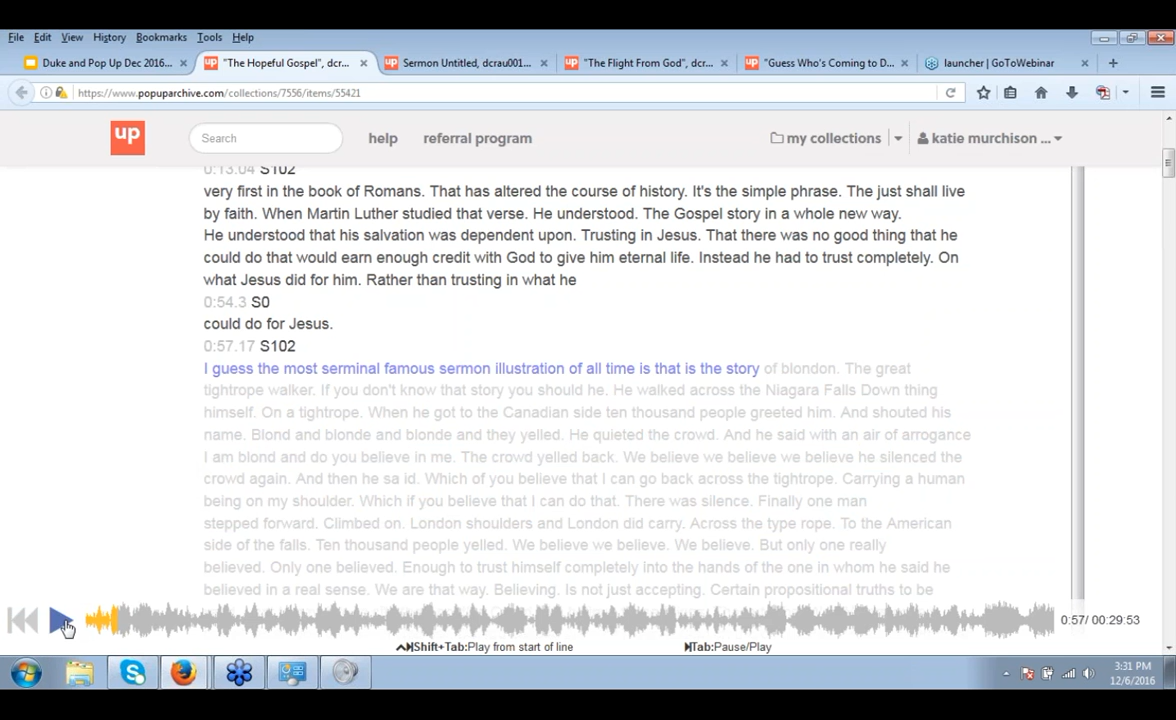 File Edit View History Bookmarks Tools Help
Duke and Pop Up Dec 2016... "The Hopeful Gospel", dcr... Sermon Untitled, dcrau001... "The Flight From God", dcr... "Guess Who's Coming to D... launcher | GoToWebinar
https://www.popuparchive.com/collections/7556/items/55421
up Search help referral program my collections katie murchison ...
0:13.04 S102
very first in the book of Romans. That has altered the course of history. It's the simple phrase. The just shall live
by faith. When Martin Luther studied that verse. He understood. The Gospel story in a whole new way.
He understood that his salvation was dependent upon. Trusting in Jesus. That there was no good thing that he
could do that would earn enough credit with God to give him eternal life. Instead he had to trust completely. On
what Jesus did for him. Rather than trusting in what he
0:54.3 S0
could do for Jesus.
0:57.17 S102
I guess the most serminal famous sermon illustration of all time is that is the story of blondon. The great
tightrope walker. If you don't know that story you should he. He walked across the Niagara Falls Down thing
himself. On a tightrope. When he got to the Canadian side ten thousand people greeted him. And shouted his
name. Blond and blonde and blonde and they yelled. He quieted the crowd. And he said with an air of arrogance
I am blond and do you believe in me. The crowd yelled back. We believe we believe we believe he silenced the
crowd again. And then he sa id. Which of you believe that I can go back across the tightrope. Carrying a human
being on my shoulder. Which if you believe that I can do that. There was silence. Finally one man
stepped forward. Climbed on. London shoulders and London did carry. Across the type rope. To the American
side of the falls. Ten thousand people yelled. We believe we believe. We believe. But only one really
believed. Only one believed. Enough to trust himself completely into the hands of the one in whom he said he
believed in a real sense. We are that way. Believing. Is not just accepting. Certain propositional truths to be
0:57/ 00:29:53
Shift+Tab:Play from start of line Tab:Pause/Play
3:31 PM
12/6/2016